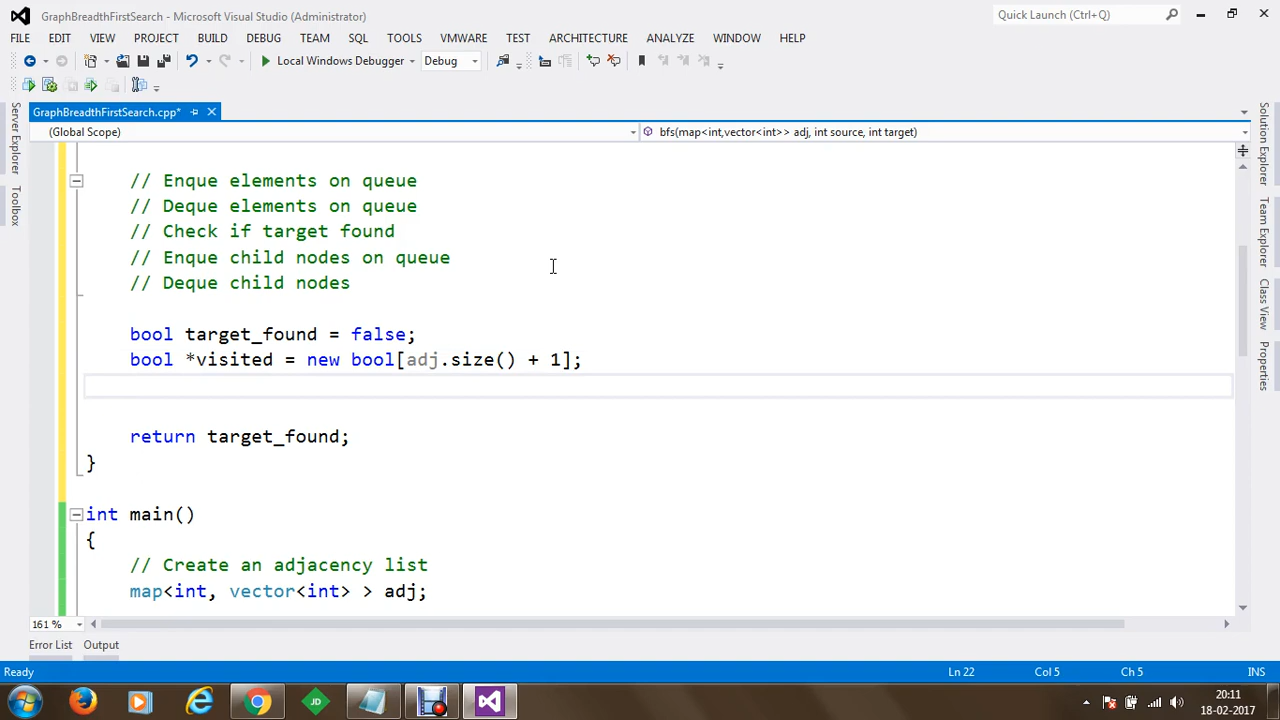 GraphBreadthFirstSearch - Microsoft Visual Studio (Administrator)
Quick Launch (Ctrl+Q)
FILE EDIT VIEW PROJECT BUILD DEBUG TEAM SQL TOOLS VMWARE TEST ARCHITECTURE ANALYZE WINDOW HELP
Local Windows Debugger Debug
GraphBreadthFirstSearch.cpp*
(Global Scope)
bfs(map<int,vector<int>> adj, int source, int target)
Server Explorer
Toolbox
// Enque elements on queue
// Deque elements on queue
// Check if target found
// Enque child nodes on queue
// Deque child nodes
bool target_found = false;
bool *visited = new bool[adj.size() + 1];
return target_found;
}
int main()
{
// Create an adjacency list
map<int, vector<int> > adj;
Solution Explorer
Team Explorer
Class View
Properties
161 %
Error List Output
Ready
Ln 22 Col 5 Ch 5 INS
JD
20:11
18-02-2017